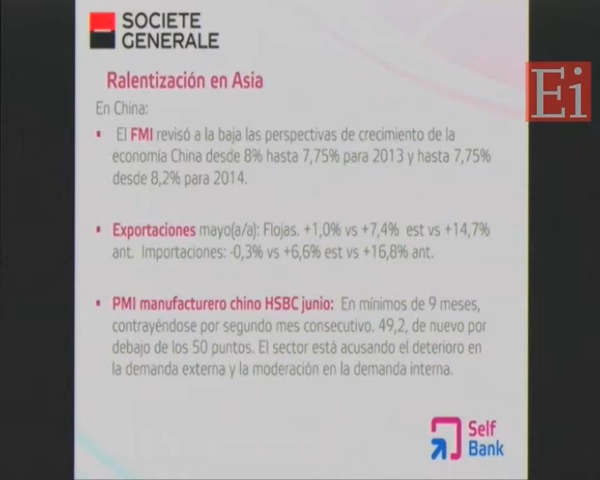 SOCIETE
GENERALE
Ei
Ralentización en Asia
En China:
▪ El FMI revisó a la baja las perspectivas de crecimiento de la
economía China desde 8% hasta 7,75% para 2013 y hasta 7,75%
desde 8,2% para 2014.
▪ Exportaciones mayo(a/a): Flojas. +1,0% vs +7,4% est vs +14,7%
ant. Importaciones: -0,3% vs +6,6% est vs +16,8% ant.
▪ PMI manufacturero chino HSBC junio: En mínimos de 9 meses,
contrayéndose por segundo mes consecutivo. 49,2, de nuevo por
debajo de los 50 puntos. El sector está acusando el deterioro en
la demanda externa y la moderación en la demanda interna.
Self
Bank